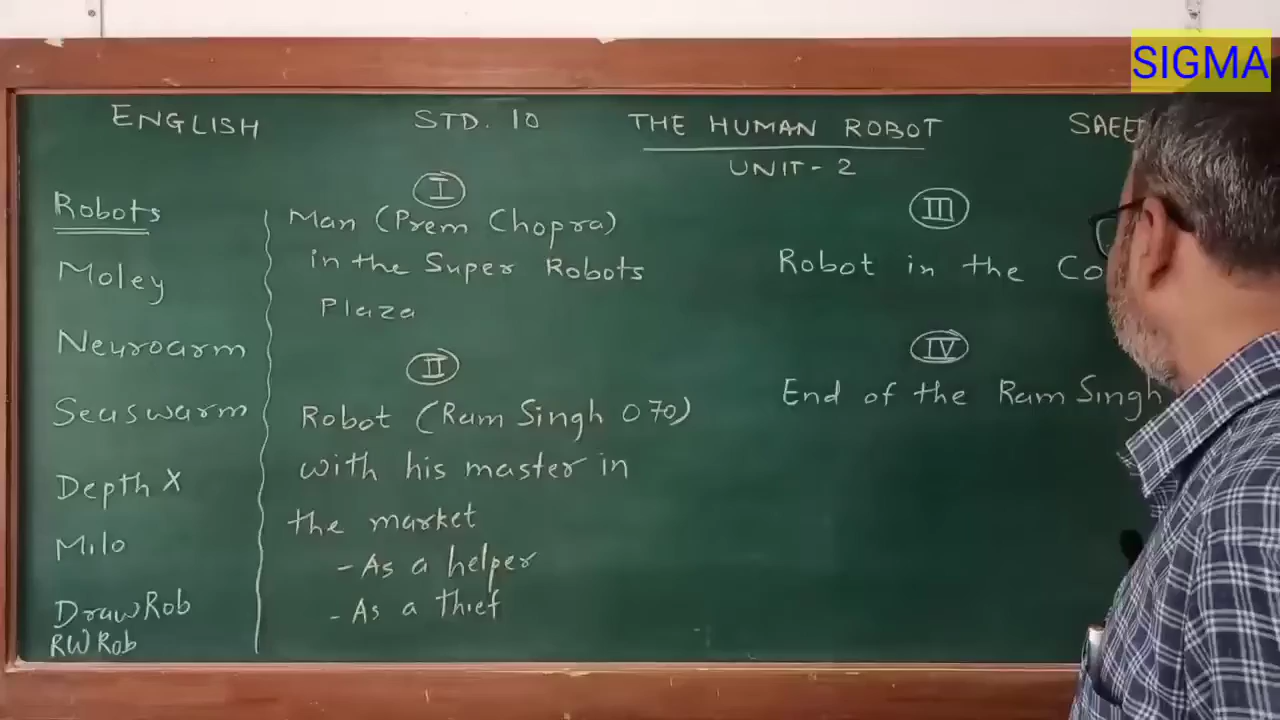 SIGMA
ENGLISH STD. 10 THE HUMAN ROBOT
UNIT - 2
Robots
Moley
Neuroarm
Seaswarm
Depth X
Milo
DrawRob
RW Rob
I
Man (Prem Chopra)
in the Super Robots
Plaza
II
Robot (Ram Singh 070)
with his master in
the market
- As a helper
- As a thief
III
Robot in the
IV
End of the Ram Singh